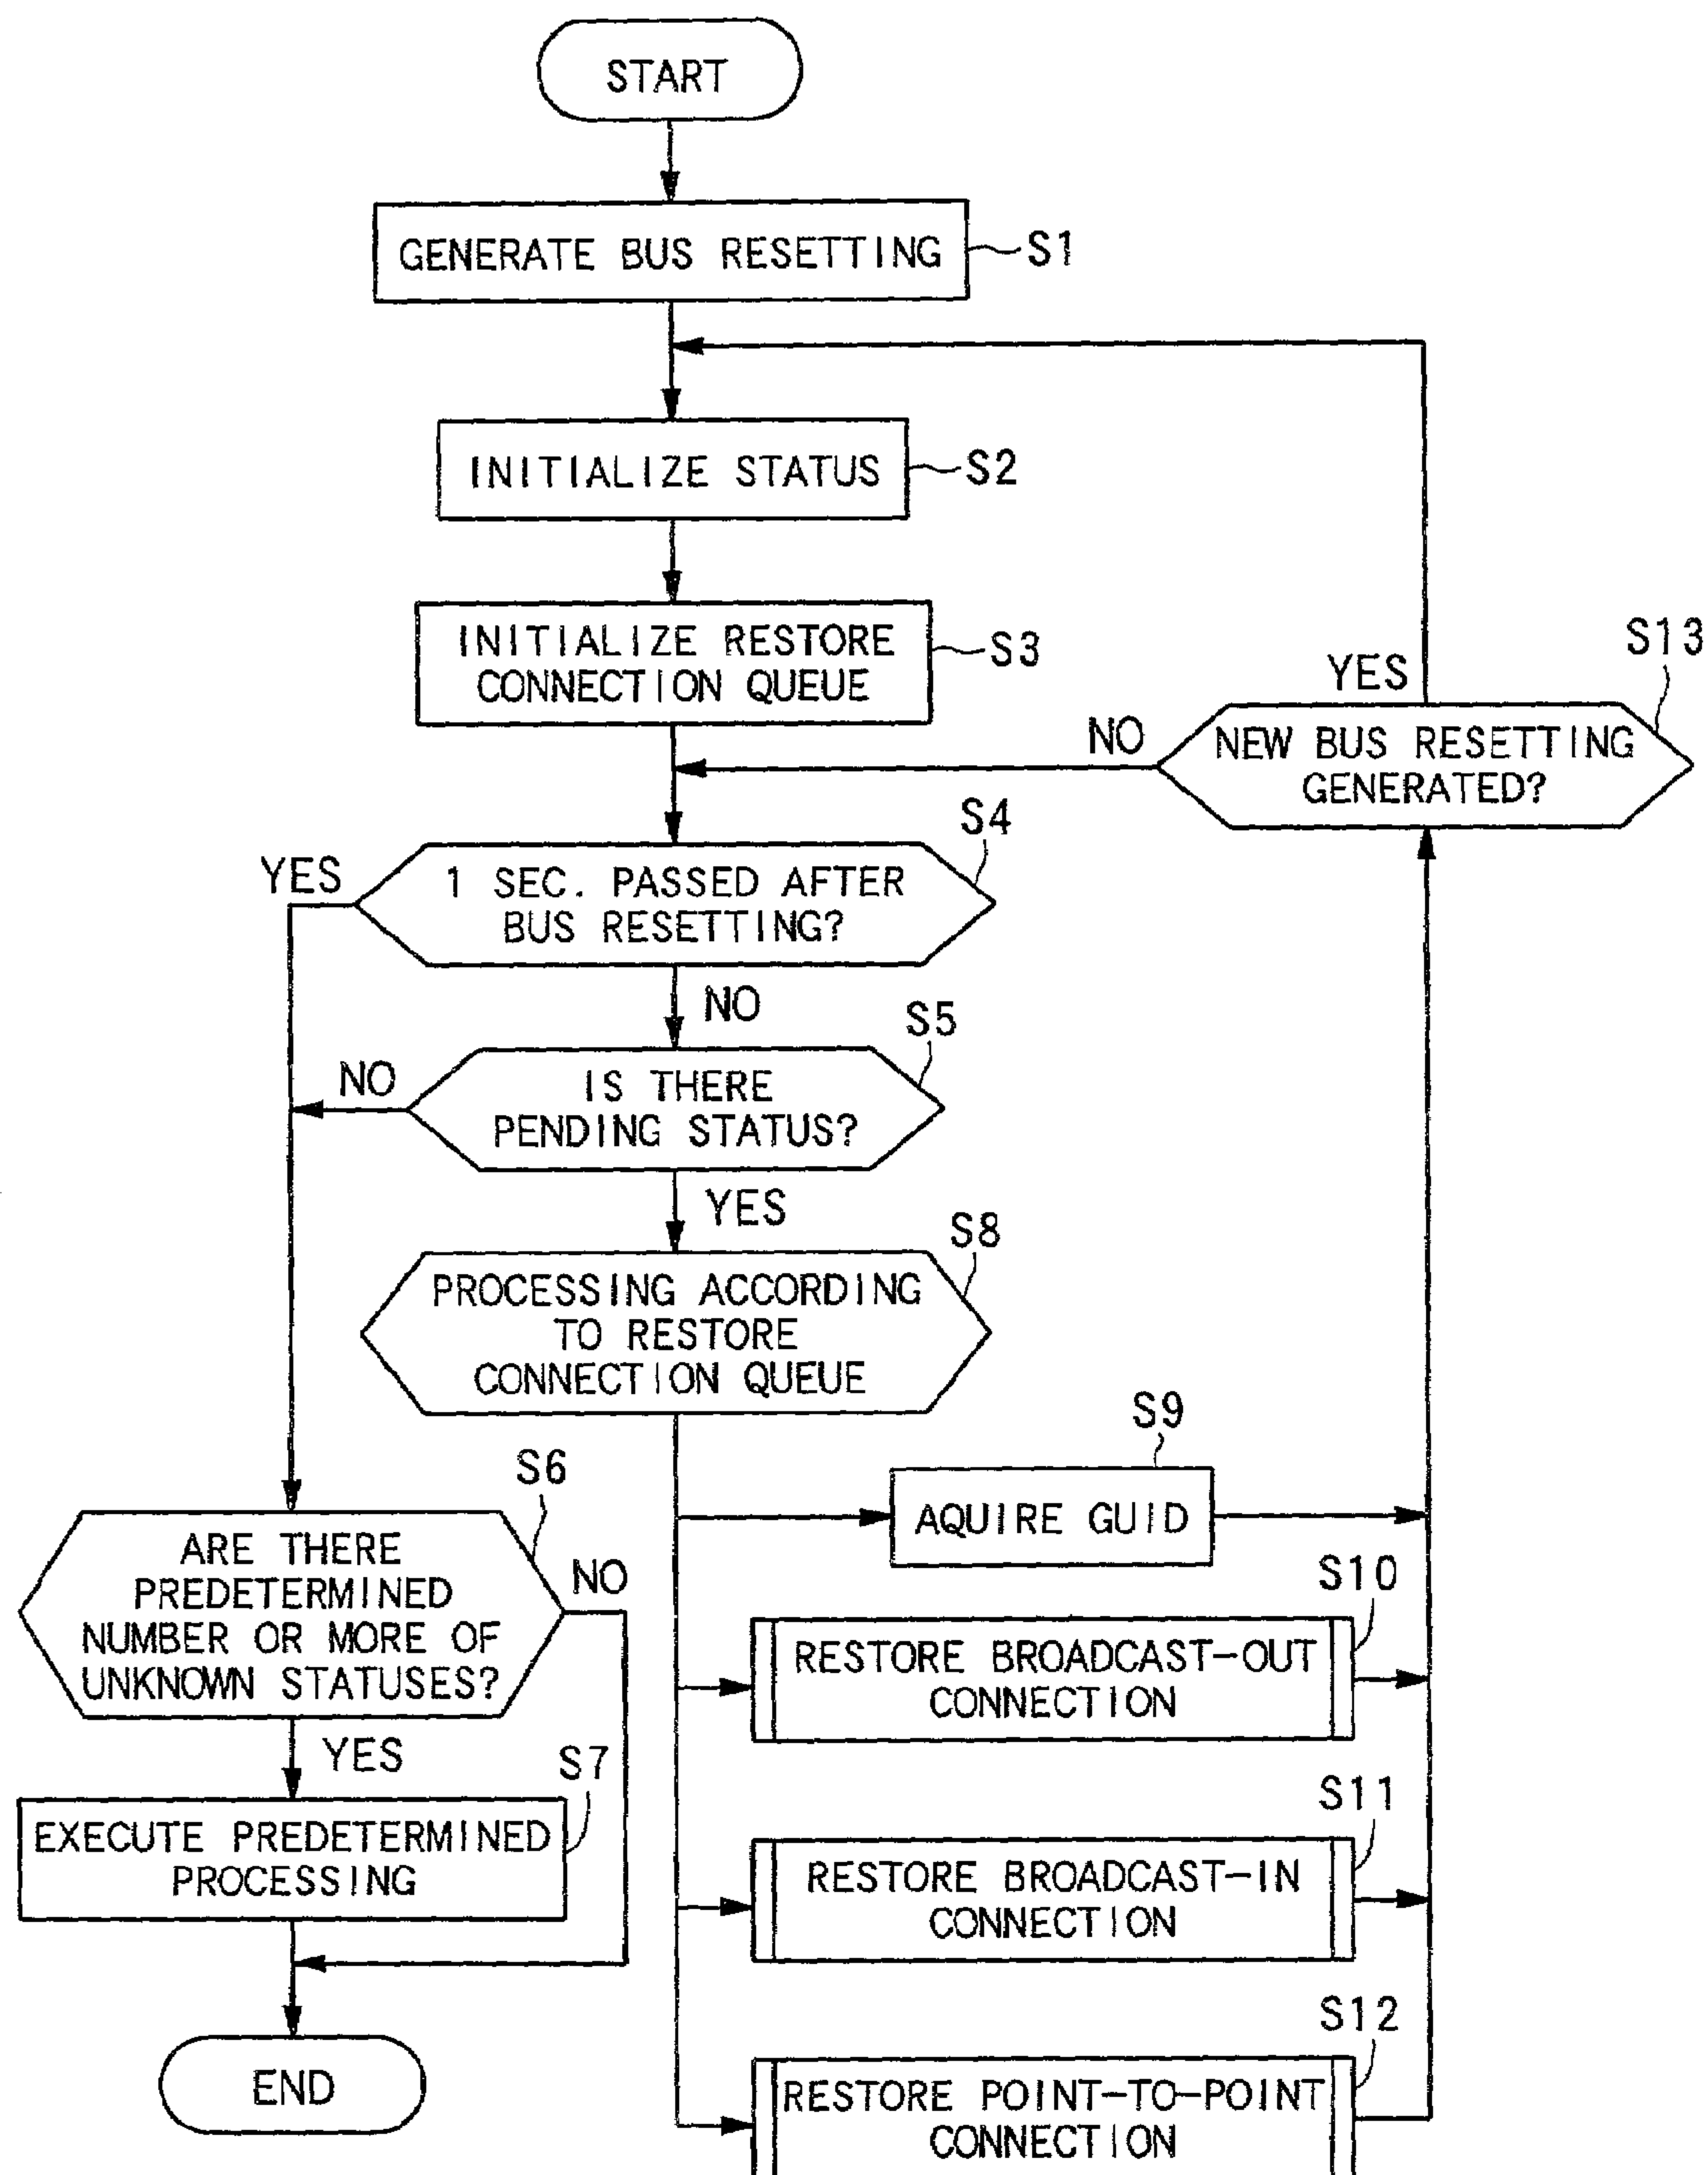 START
GENERATE BUS RESETTING
S1
INITIALIZE STATUS
S2
INITIALIZE RESTORE
CONNECTION QUEUE
S3
S13
YES
NEW BUS RESETTING
GENERATED?
NO
S4
YES
1 SEC. PASSED AFTER
BUS RESETTING?
NO
S5
NO
IS THERE
PENDING STATUS?
YES
S8
PROCESSING ACCORDING
TO RESTORE
CONNECTION QUEUE
S9
AQUIRE GUID
S6
ARE THERE
PREDETERMINED
NUMBER OR MORE OF
UNKNOWN STATUSES?
NO
YES
S10
RESTORE BROADCAST-OUT
CONNECTION
S7
EXECUTE PREDETERMINED
PROCESSING
S11
RESTORE BROADCAST-IN
CONNECTION
END
S12
RESTORE POINT-TO-POINT
CONNECTION